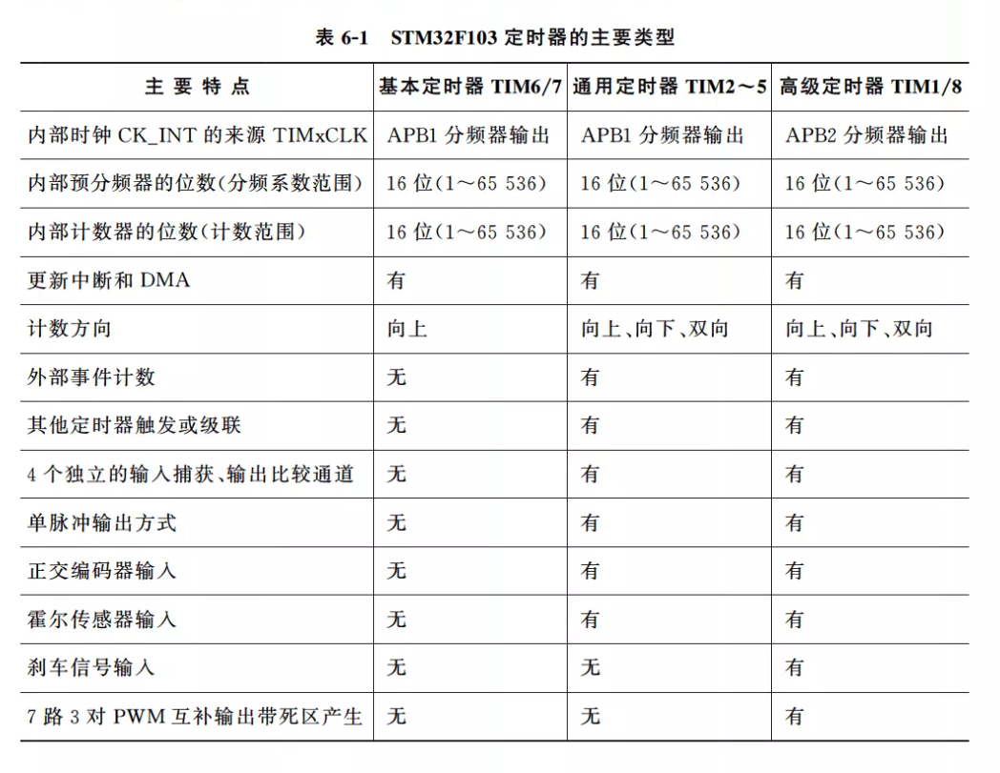 表 6-1 STM32F103 定时器的主要类型
主要特点 基本定时器 TIM6/7 通用定时器 TIM2～5 高级定时器 TIM1/8
内部时钟 CK_INT 的来源 TIMxCLK APB1 分频器输出 APB1 分频器输出 APB2 分频器输出
内部预分频器的位数(分频系数范围) 16 位(1～65 536) 16 位(1～65 536) 16 位(1～65 536)
内部计数器的位数(计数范围) 16 位(1～65 536) 16 位(1～65 536) 16 位(1～65 536)
更新中断和 DMA 有 有 有
计数方向 向上 向上、向下、双向 向上、向下、双向
外部事件计数 无 有 有
其他定时器触发或级联 无 有 有
4 个独立的输入捕获、输出比较通道 无 有 有
单脉冲输出方式 无 有 有
正交编码器输入 无 有 有
霍尔传感器输入 无 有 有
刹车信号输入 无 无 有
7 路 3 对 PWM 互补输出带死区产生 无 无 有